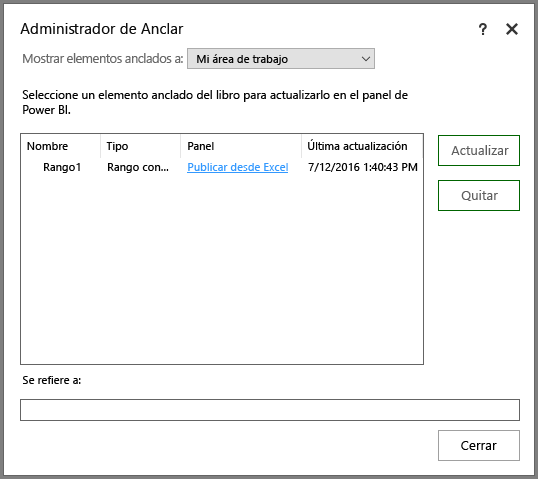 Administrador de Anclar ?
Mostrar elementos anclados a: Mi área de trabajo
Seleccione un elemento anclado del libro para actualizarlo en el panel de
Power BI.
Nombre Tipo Panel Última actualización
Rango1 Rango con... Publicar desde Excel 7/12/2016 1:40:43 PM
Actualizar
Quitar
Se refiere a:
Cerrar